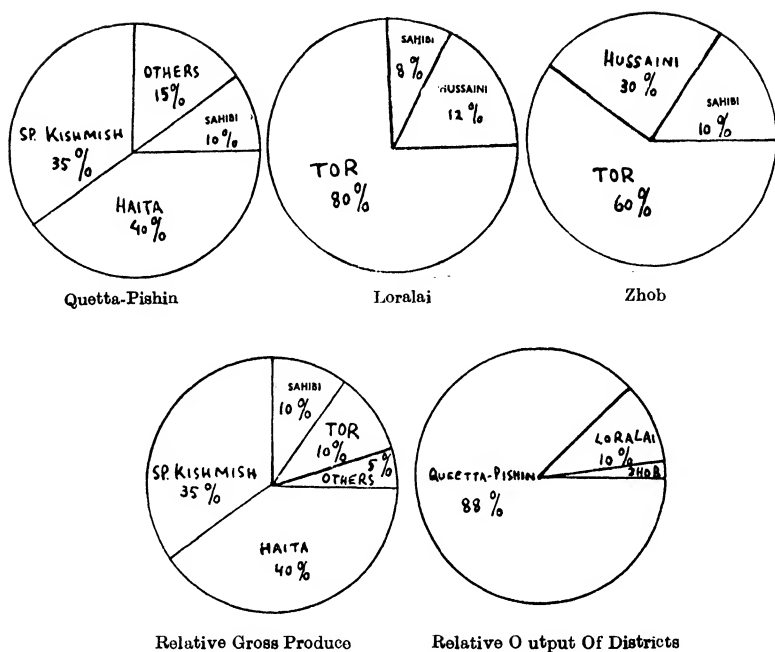 OTHERS
15%
SAHIBI
10%
SP. KISHMISH
35%
HAITA
40%
Quetta-Pishin
SAHIBI
8%
HUSSAINI
12%
TOR
80%
Loralai
HUSSAINI
30%
SAHIBI
10%
TOR
60%
Zhob
SAHIBI
10%
TOR
10%
5%
OTHERS
SP. KISHMISH
35%
HAITA
40%
Relative Gross Produce
LORALAI
10%
ZHOB
QUEETTA-PISHIN
88%
Relative O utput Of Districts